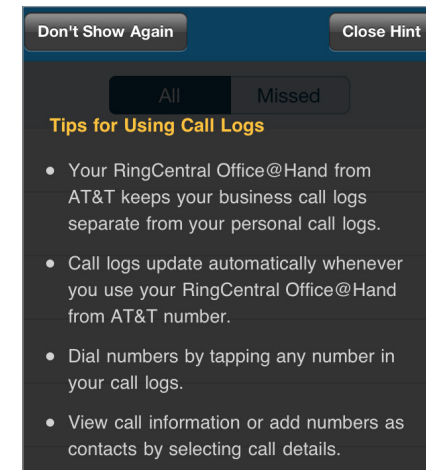 Don't Show Again Close Hint
All Missed
Tips for Using Call Logs
• Your RingCentral Office@Hand from
AT&T keeps your business call logs
separate from your personal call logs.
• Call logs update automatically whenever
you use your RingCentral Office@Hand
from AT&T number.
• Dial numbers by tapping any number in
your call logs.
• View call information or add numbers as
contacts by selecting call details.